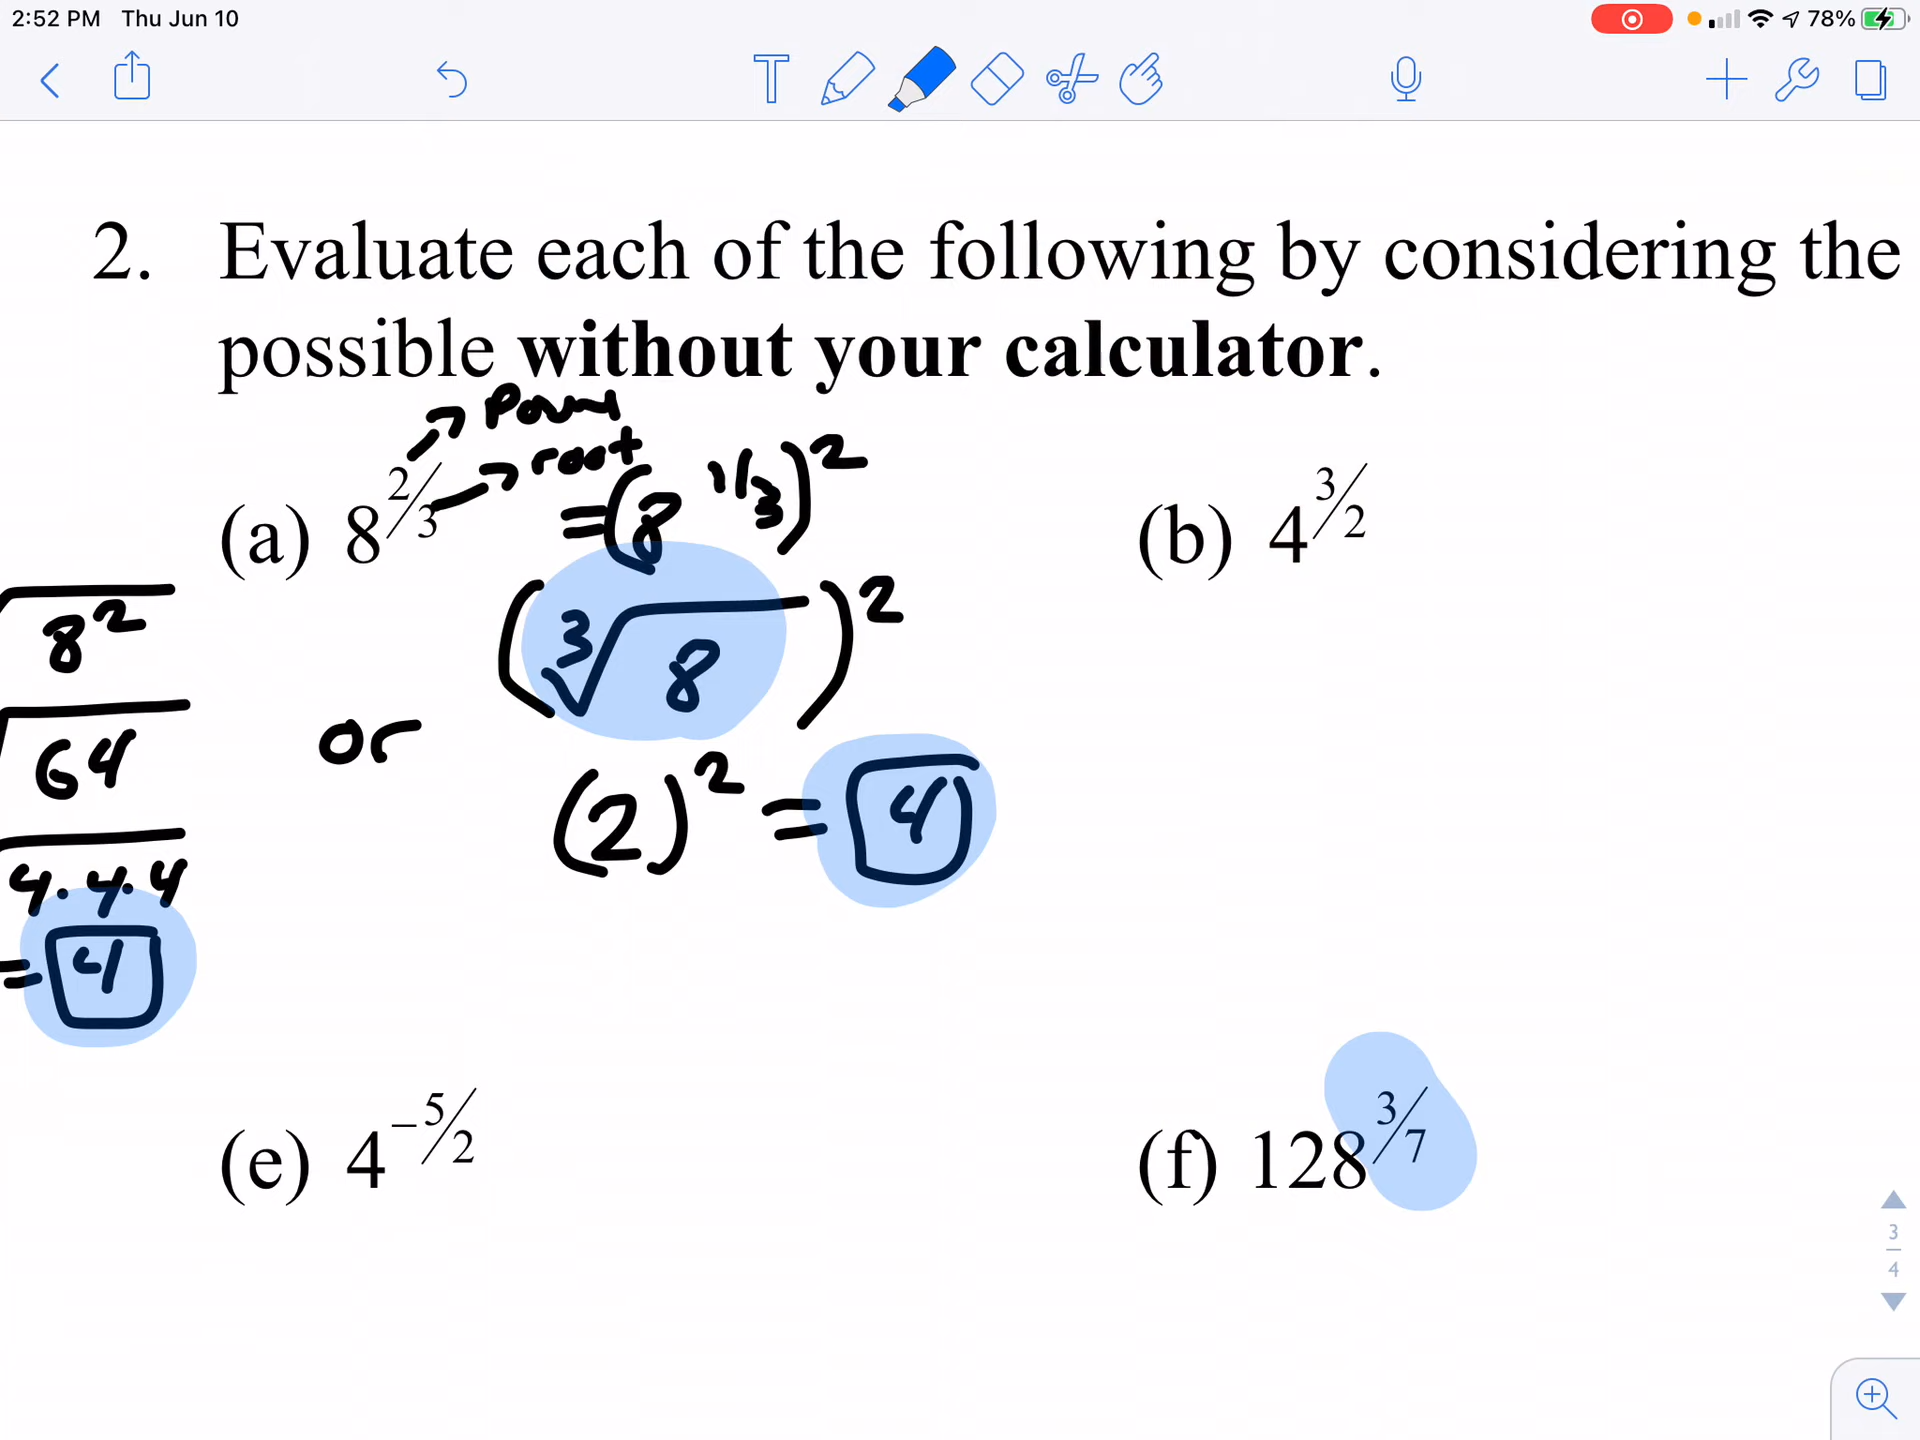 2:52 PM Thu Jun 10
78%
T
2. Evaluate each of the following by considering the
possible without your calculator.
Power
root
(a) 8^{2/3} = (8^{1/3})^2
(b) 4^{3/2}
√8^2
(∛8)^2
√64
or
(2)^2 = 4
√4·4·4
= 4
(e) 4^{-5/2}
(f) 128^{3/7}
3
4